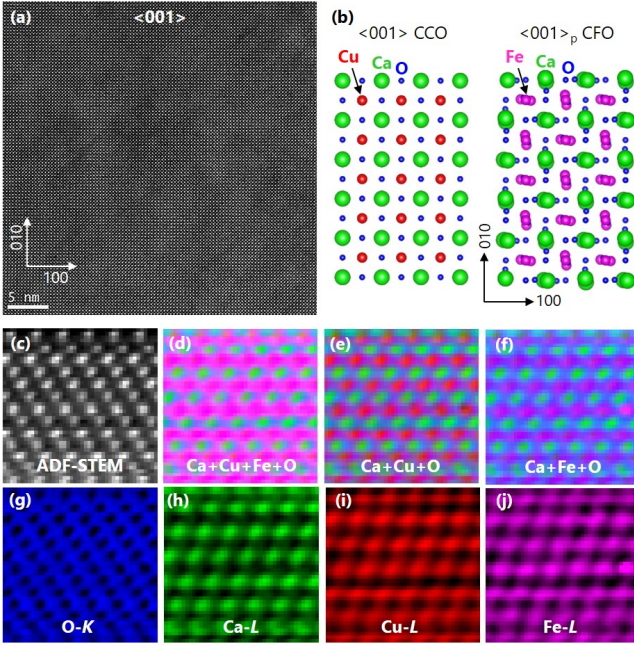 (a)
<001>
010
100
5 nm
(b)
<001> CCO
<001>p CFO
Cu
Ca
O
Fe
Ca
O
010
100
(c)
ADF-STEM
(d)
Ca+Cu+Fe+O
(e)
Ca+Cu+O
(f)
Ca+Fe+O
(g)
O-K
(h)
Ca-L
(i)
Cu-L
(j)
Fe-L